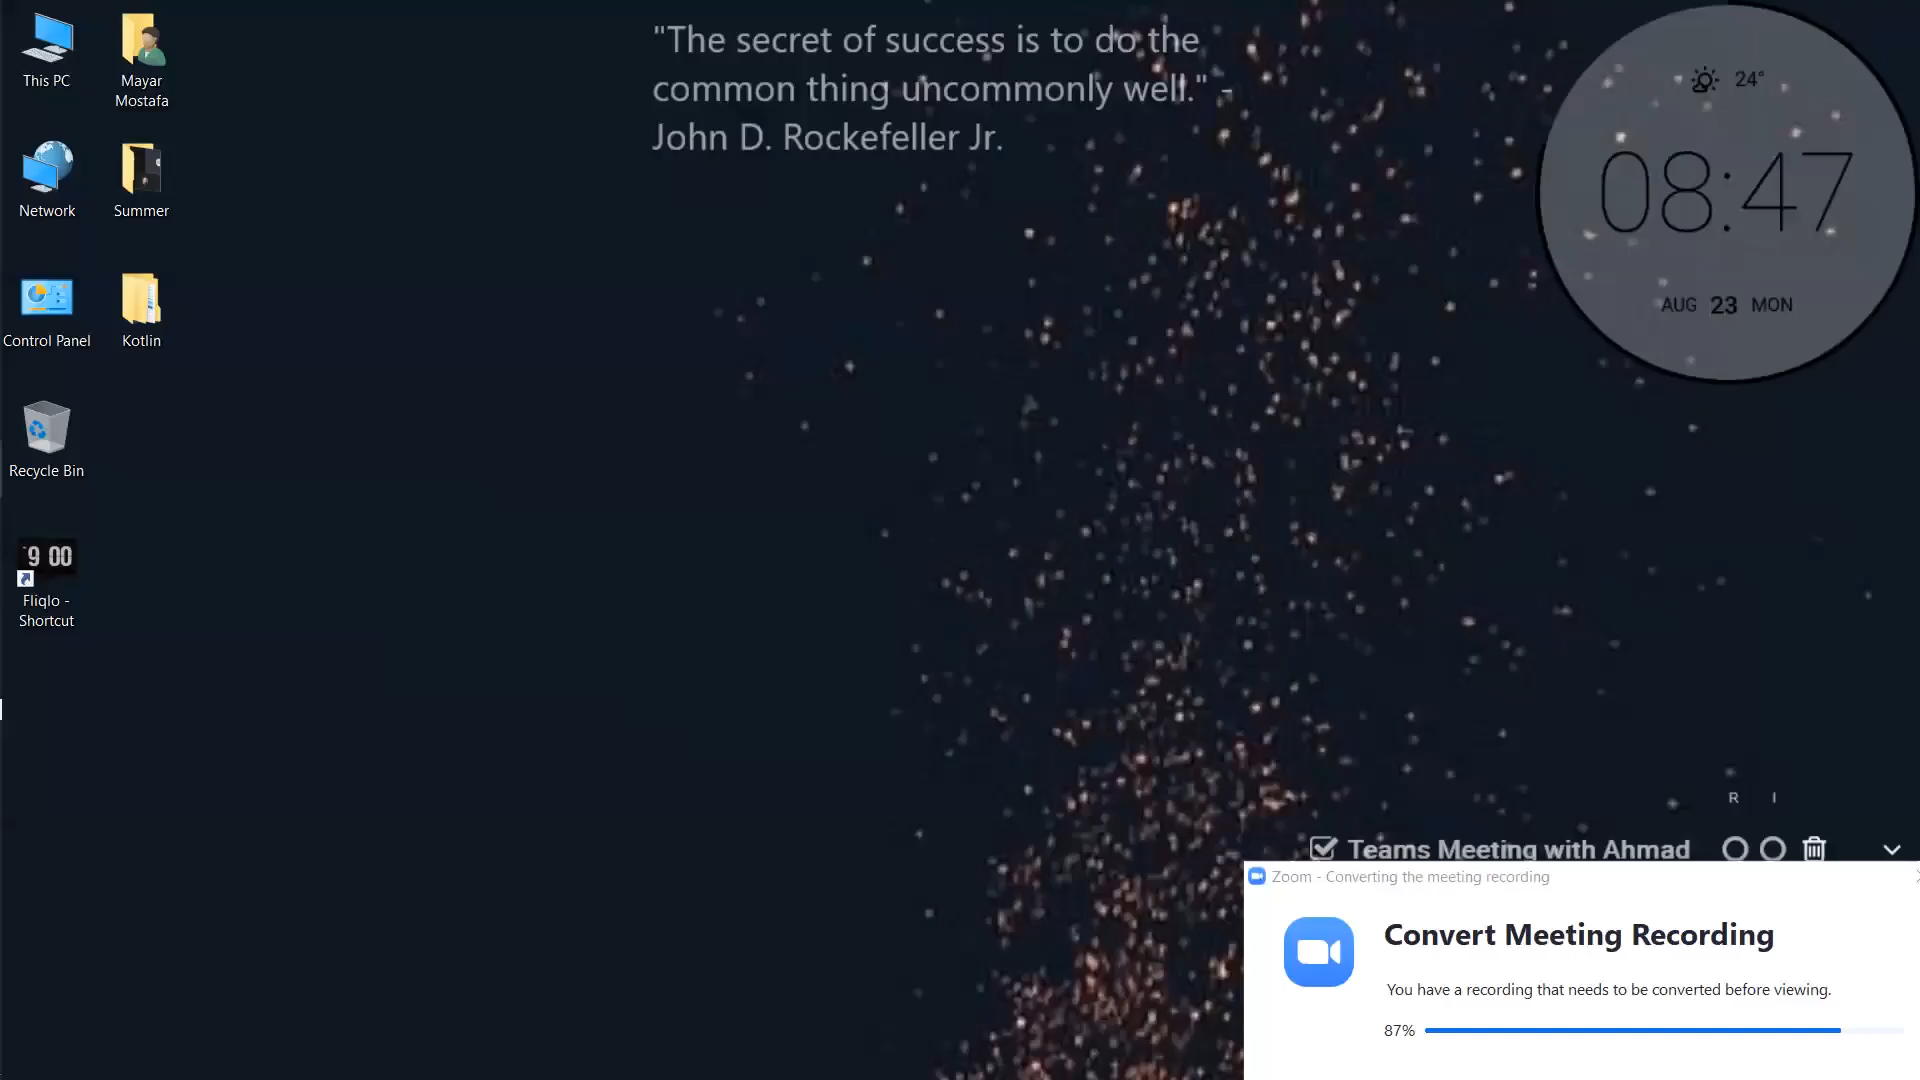 This PC
Mayar
Mostafa
Network
Summer
Control Panel
Kotlin
Recycle Bin
9 00
Fliqlo -
Shortcut
"The secret of success is to do the
common thing uncommonly well." -
John D. Rockefeller Jr.
24°
08:47
AUG 23 MON
R I
Teams Meeting with Ahmad
Zoom - Converting the meeting recording
Convert Meeting Recording
You have a recording that needs to be converted before viewing.
87%